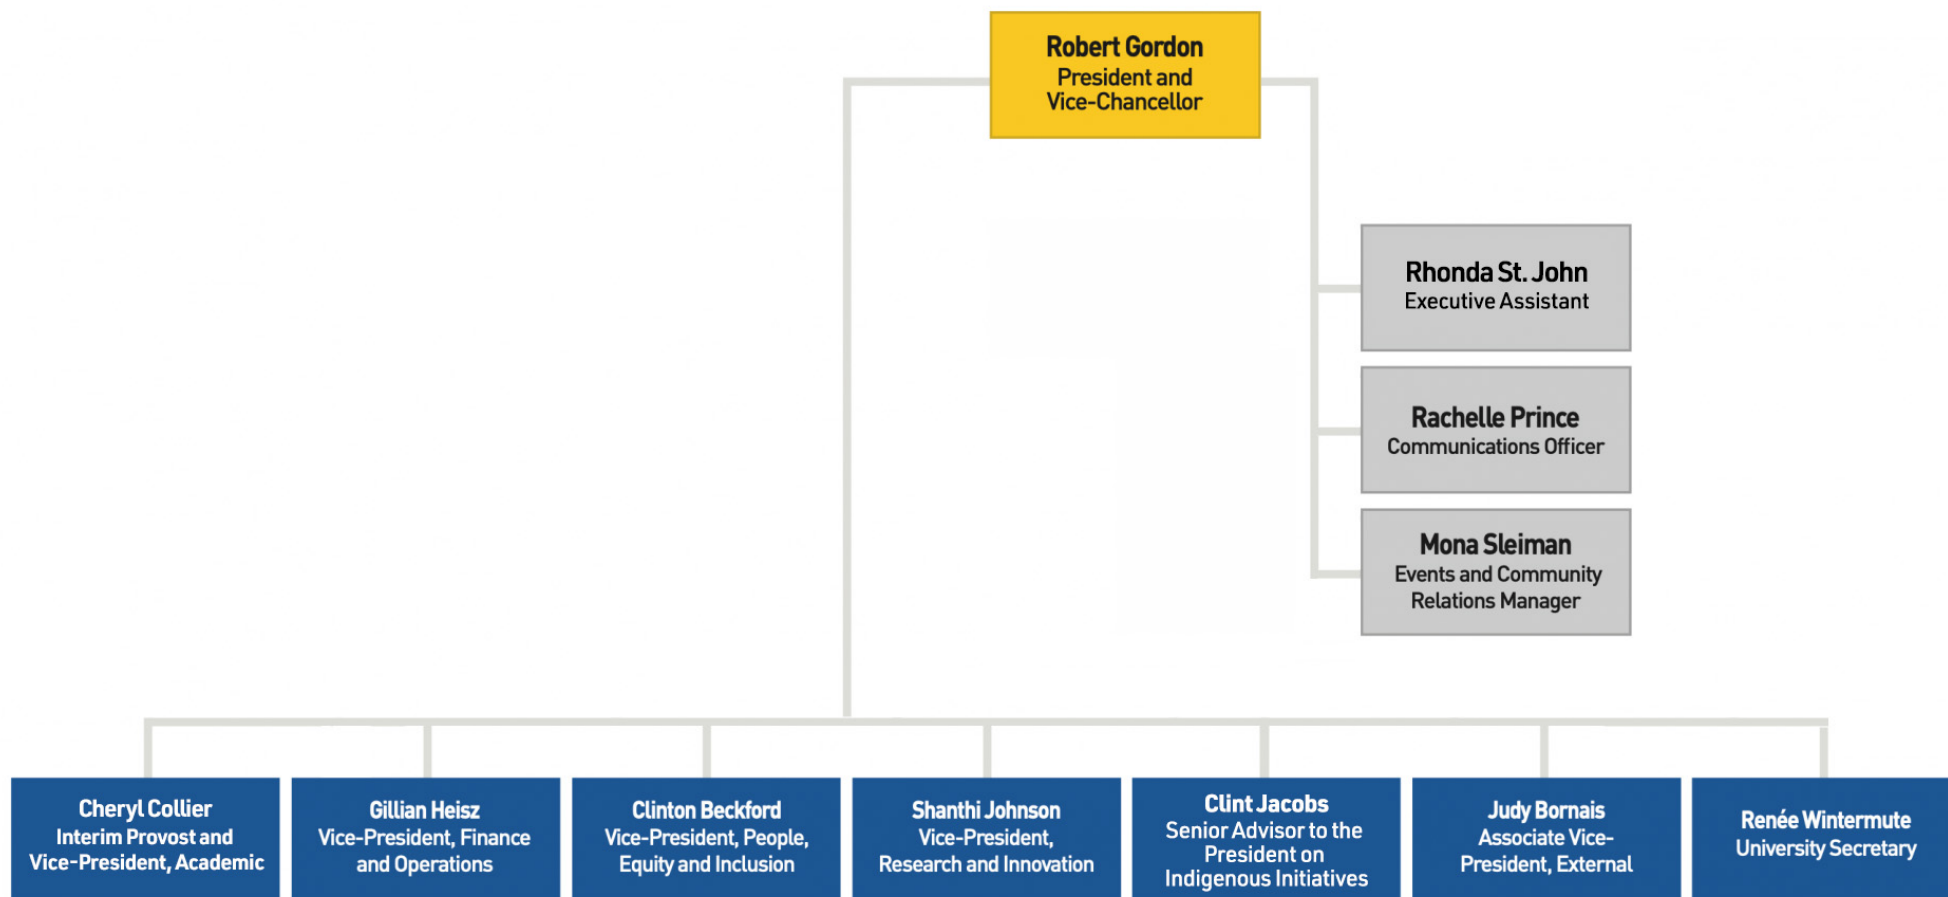 Robert Gordon
President and
Vice-Chancellor
Rhonda St. John
Executive Assistant
Rachelle Prince
Communications Officer
Mona Sleiman
Events and Community
Relations Manager
Cheryl Collier
Interim Provost and
Vice-President, Academic
Gillian Heisz
Vice-President, Finance
and Operations
Clinton Beckford
Vice-President, People,
Equity and Inclusion
Shanthi Johnson
Vice-President,
Research and Innovation
Clint Jacobs
Senior Advisor to the
President on
Indigenous Initiatives
Judy Bornais
Associate Vice-
President, External
Renée Wintermute
University Secretary